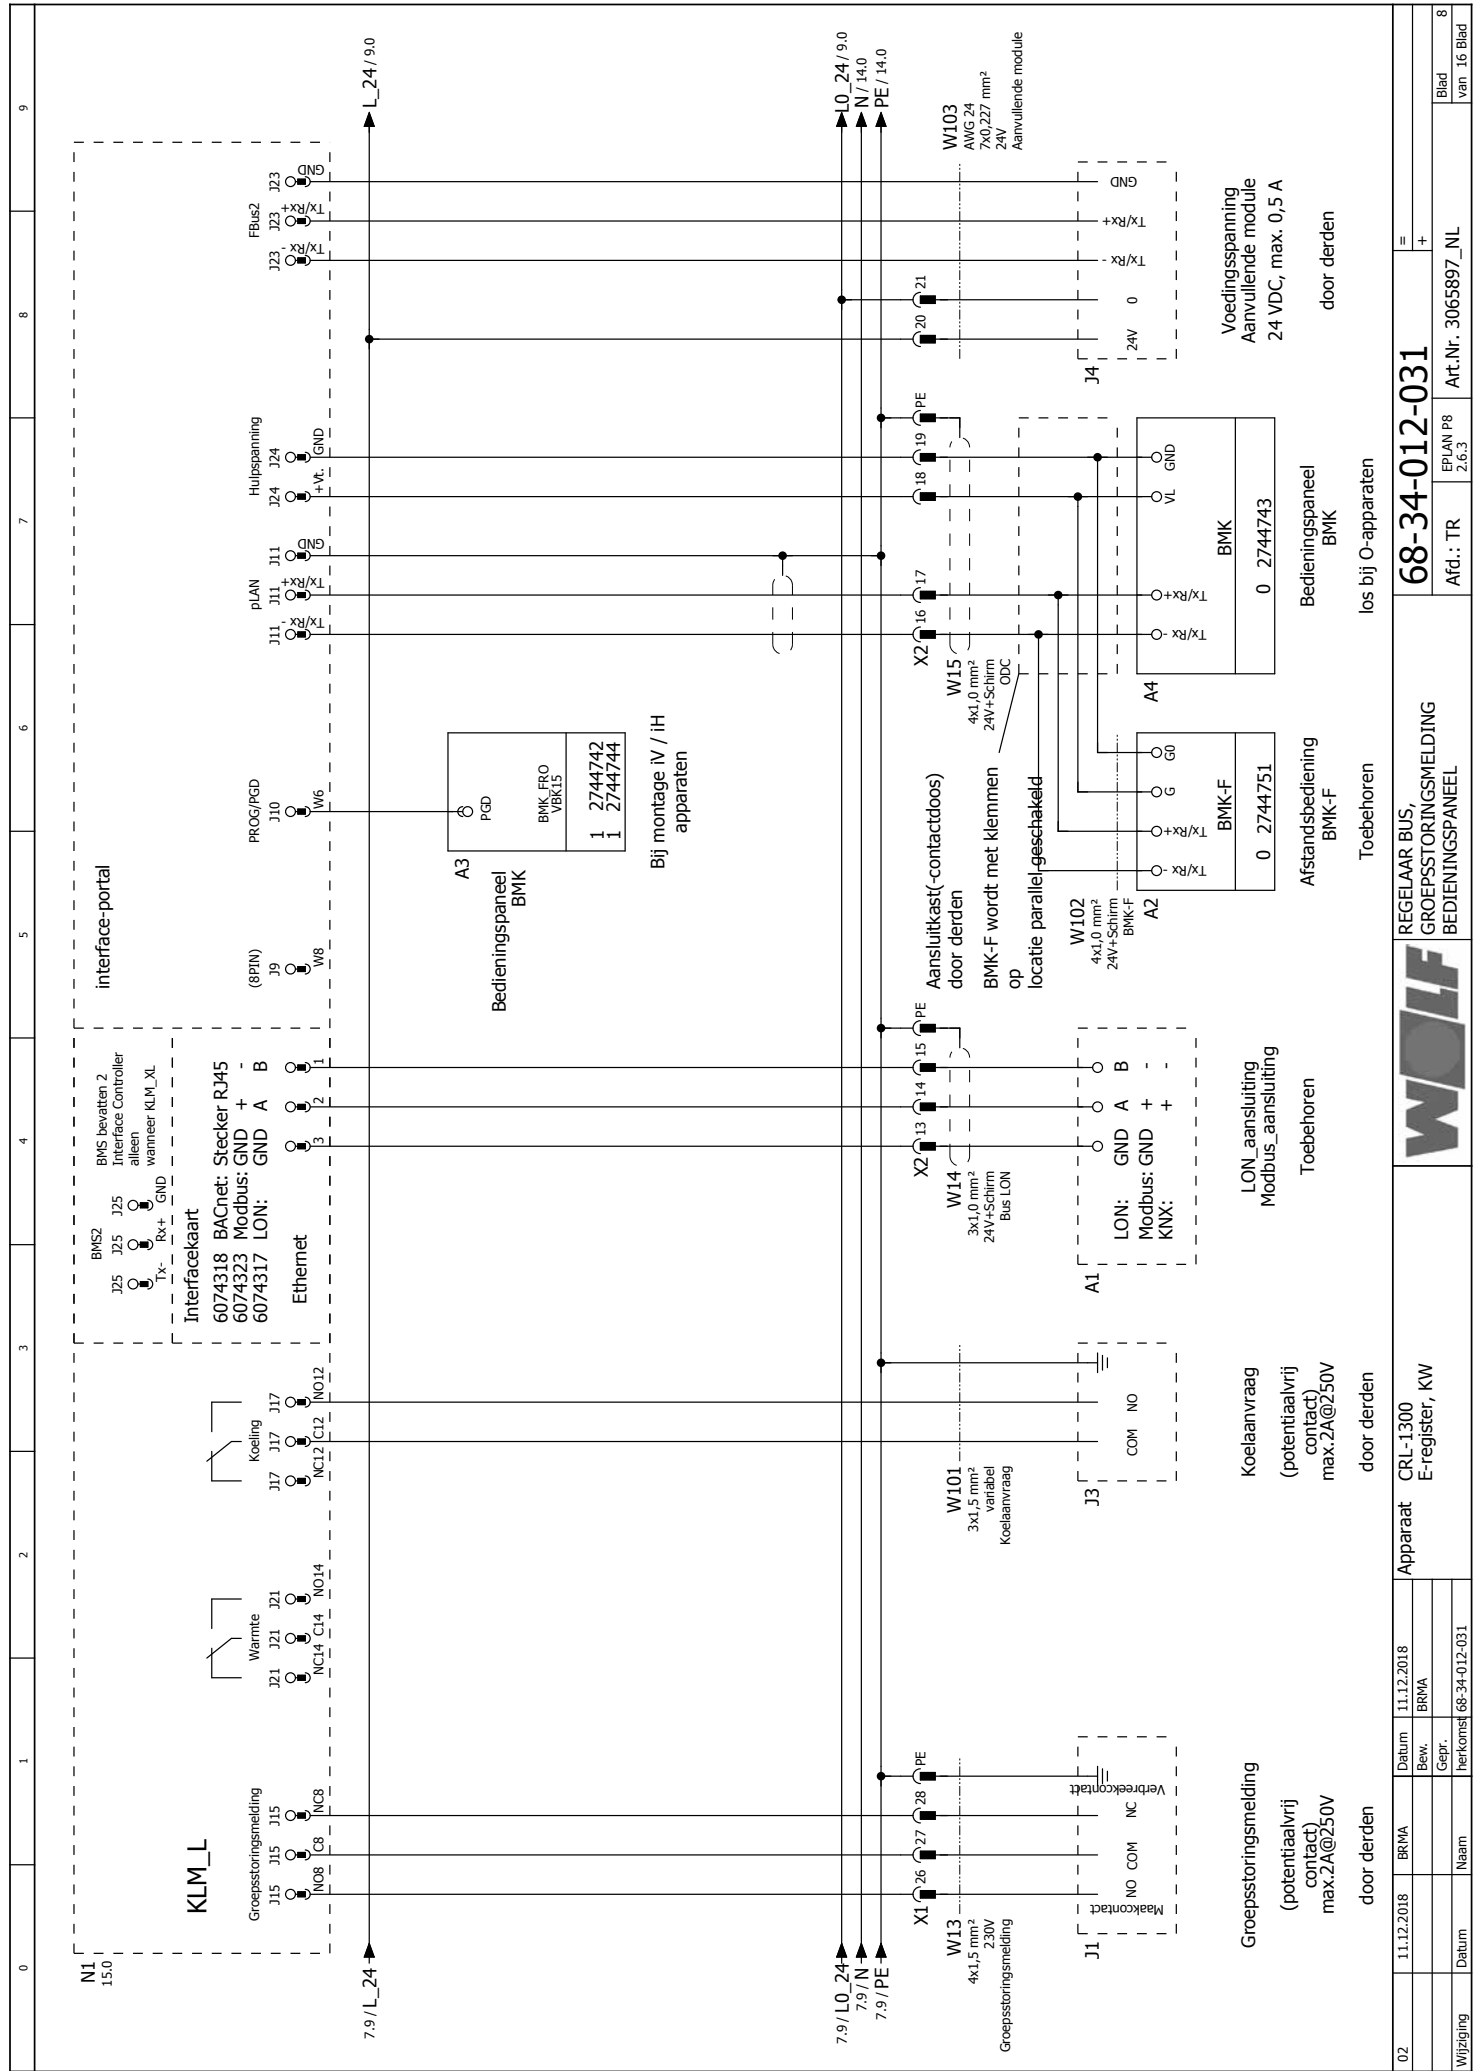 0 1 2 3 4 5 6 7 8 9
N1
15.0
KLM_L
Groepsstoringsmelding
J15 J15 J15
NO8 C8 NC8
Warmte
J21 J21 J21
NC14 C14 NO14
Koeling
J17 J17 J17
NC12 C12 NO12
BMS2
J25 J25 J25
Tx- Rx+ GND
BMS bevatten 2
Interface Controller
alleen
wanneer KLM_XL
Interfacekaart
6074318 BACnet: Stecker RJ45
6074323 Modbus: GND + -
6074317 LON: GND A B
Ethernet
3 2 1
interface-portal
(8PIN)
J9
W8
PROG/PGD
J10
W6
pLAN
J11 J11 J11
Tx/Rx - Tx/Rx+ GND
Hulpspanning
J24 J24
+Vt. GND
FBus2
J23 J23 J23
Tx/Rx - Tx/Rx+ GND
7.9 / L_24
L_24 / 9.0
A3
PGD
BMK_FRO
VBK15
1 2744742
1 2744744
Bedieningspaneel
BMK
Bij montage iV / iH
apparaten
7.9 / L0_24
7.9 / N
7.9 / PE
L0_24 / 9.0
N / 14.0
PE / 14.0
X1 26 27 28 PE
W13
4x1,5 mm²
230V
Groepsstoringsmelding
J1
Maakcontact
NO COM NC
Verbreekcontact
Groepsstoringsmelding
(potentiaalvrij
contact)
max.2A@250V
door derden
W101
3x1,5 mm²
variabel
Koelaanvraag
J3
COM NO
Koelaanvraag
(potentiaalvrij
contact)
max.2A@250V
door derden
X2 13 14 15 PE
W14
3x1,0 mm²
24V+Schirm
Bus LON
A1
LON: GND A B
Modbus: GND + -
KNX: + -
LON_aansluiting
Modbus_aansluiting
Toebehoren
Aansluitkast(-contactdoos)
door derden
BMK-F wordt met klemmen
op
locatie parallel geschakeld
W102
4x1,0 mm²
24V+Schirm
BMK-F
A2
Tx/Rx - Tx/Rx+ G G0
BMK-F
0 2744751
Afstandsbediening
BMK-F
Toebehoren
X2 16 17 18 19 PE
W15
4x1,0 mm²
24V+Schirm
ODC
A4
Tx/Rx - Tx/Rx+ VL GND
BMK
0 2744743
Bedieningspaneel
BMK
los bij O-apparaten
20 21
W103
AWG 24
7x0,227 mm²
24V
Aanvullende module
J4
24V 0 Tx/Rx - Tx/Rx+ GND
Voedingsspanning
Aanvullende module
24 VDC, max. 0,5 A
door derden
02 11.12.2018 BRMA
Wijziging Datum Naam
Datum 11.12.2018
Bew. BRMA
Gepr.
herkomst 68-34-012-031
Apparaat CRL-1300
E-register, KW
WOLF
REGELAAR BUS,
GROEPSSTORINGSMELDING
BEDIENINGSPANEEL
68-34-012-031
Afd.: TR
EPLAN P8
2.6.3
Art.Nr. 3065897_NL
=
+
Blad 8
van 16 Blad